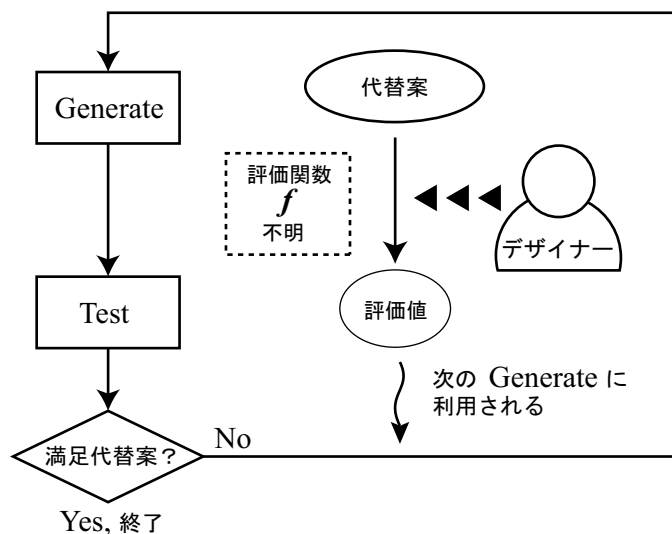 Generate
Test
満足代替案？
No
Yes, 終了
代替案
評価関数
f
不明
デザイナー
評価値
次の Generate に
利用される